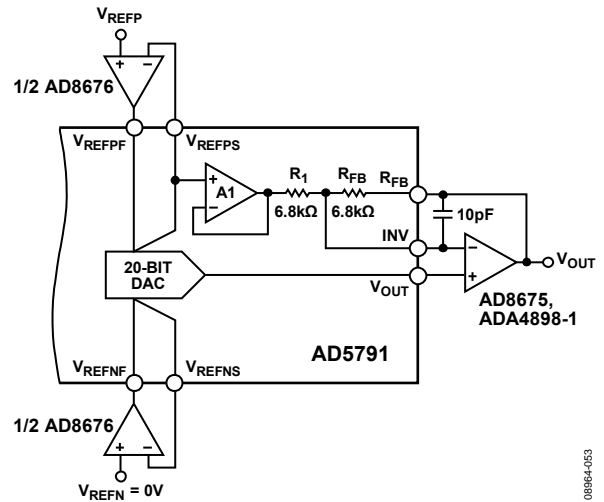 VREFP
1/2 AD8676
+ −
VREFPF
VREFPS
+ A1 −
R1
6.8kΩ
RFB
6.8kΩ
RFB
10pF
INV
20-BIT
DAC
VOUT
− +
VOUT
AD8675,
ADA4898-1
AD5791
VREFNF
VREFNS
1/2 AD8676
+ −
VREFN = 0V
08964-053